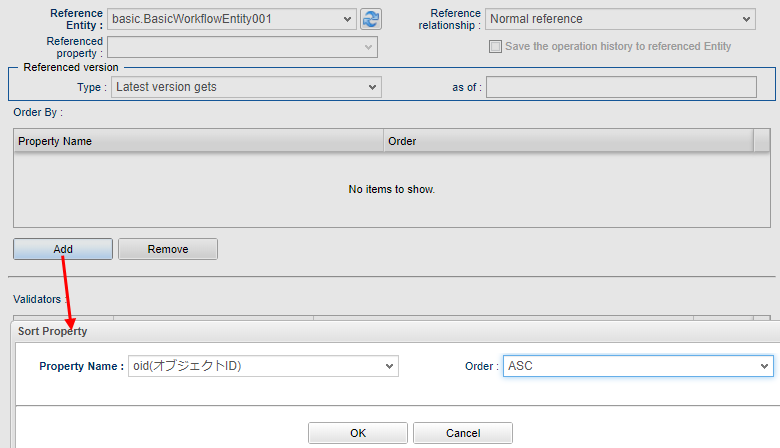 Reference Entity : basic.BasicWorkflowEntity001 Reference relationship : Normal reference
Referenced property : Save the operation history to referenced Entity
Referenced version
Type : Latest version gets as of :
Order By :
Property Name Order
No items to show.
Add Remove
Validators :
Sort Property
Property Name : oid(オブジェクトID) Order : ASC
OK Cancel